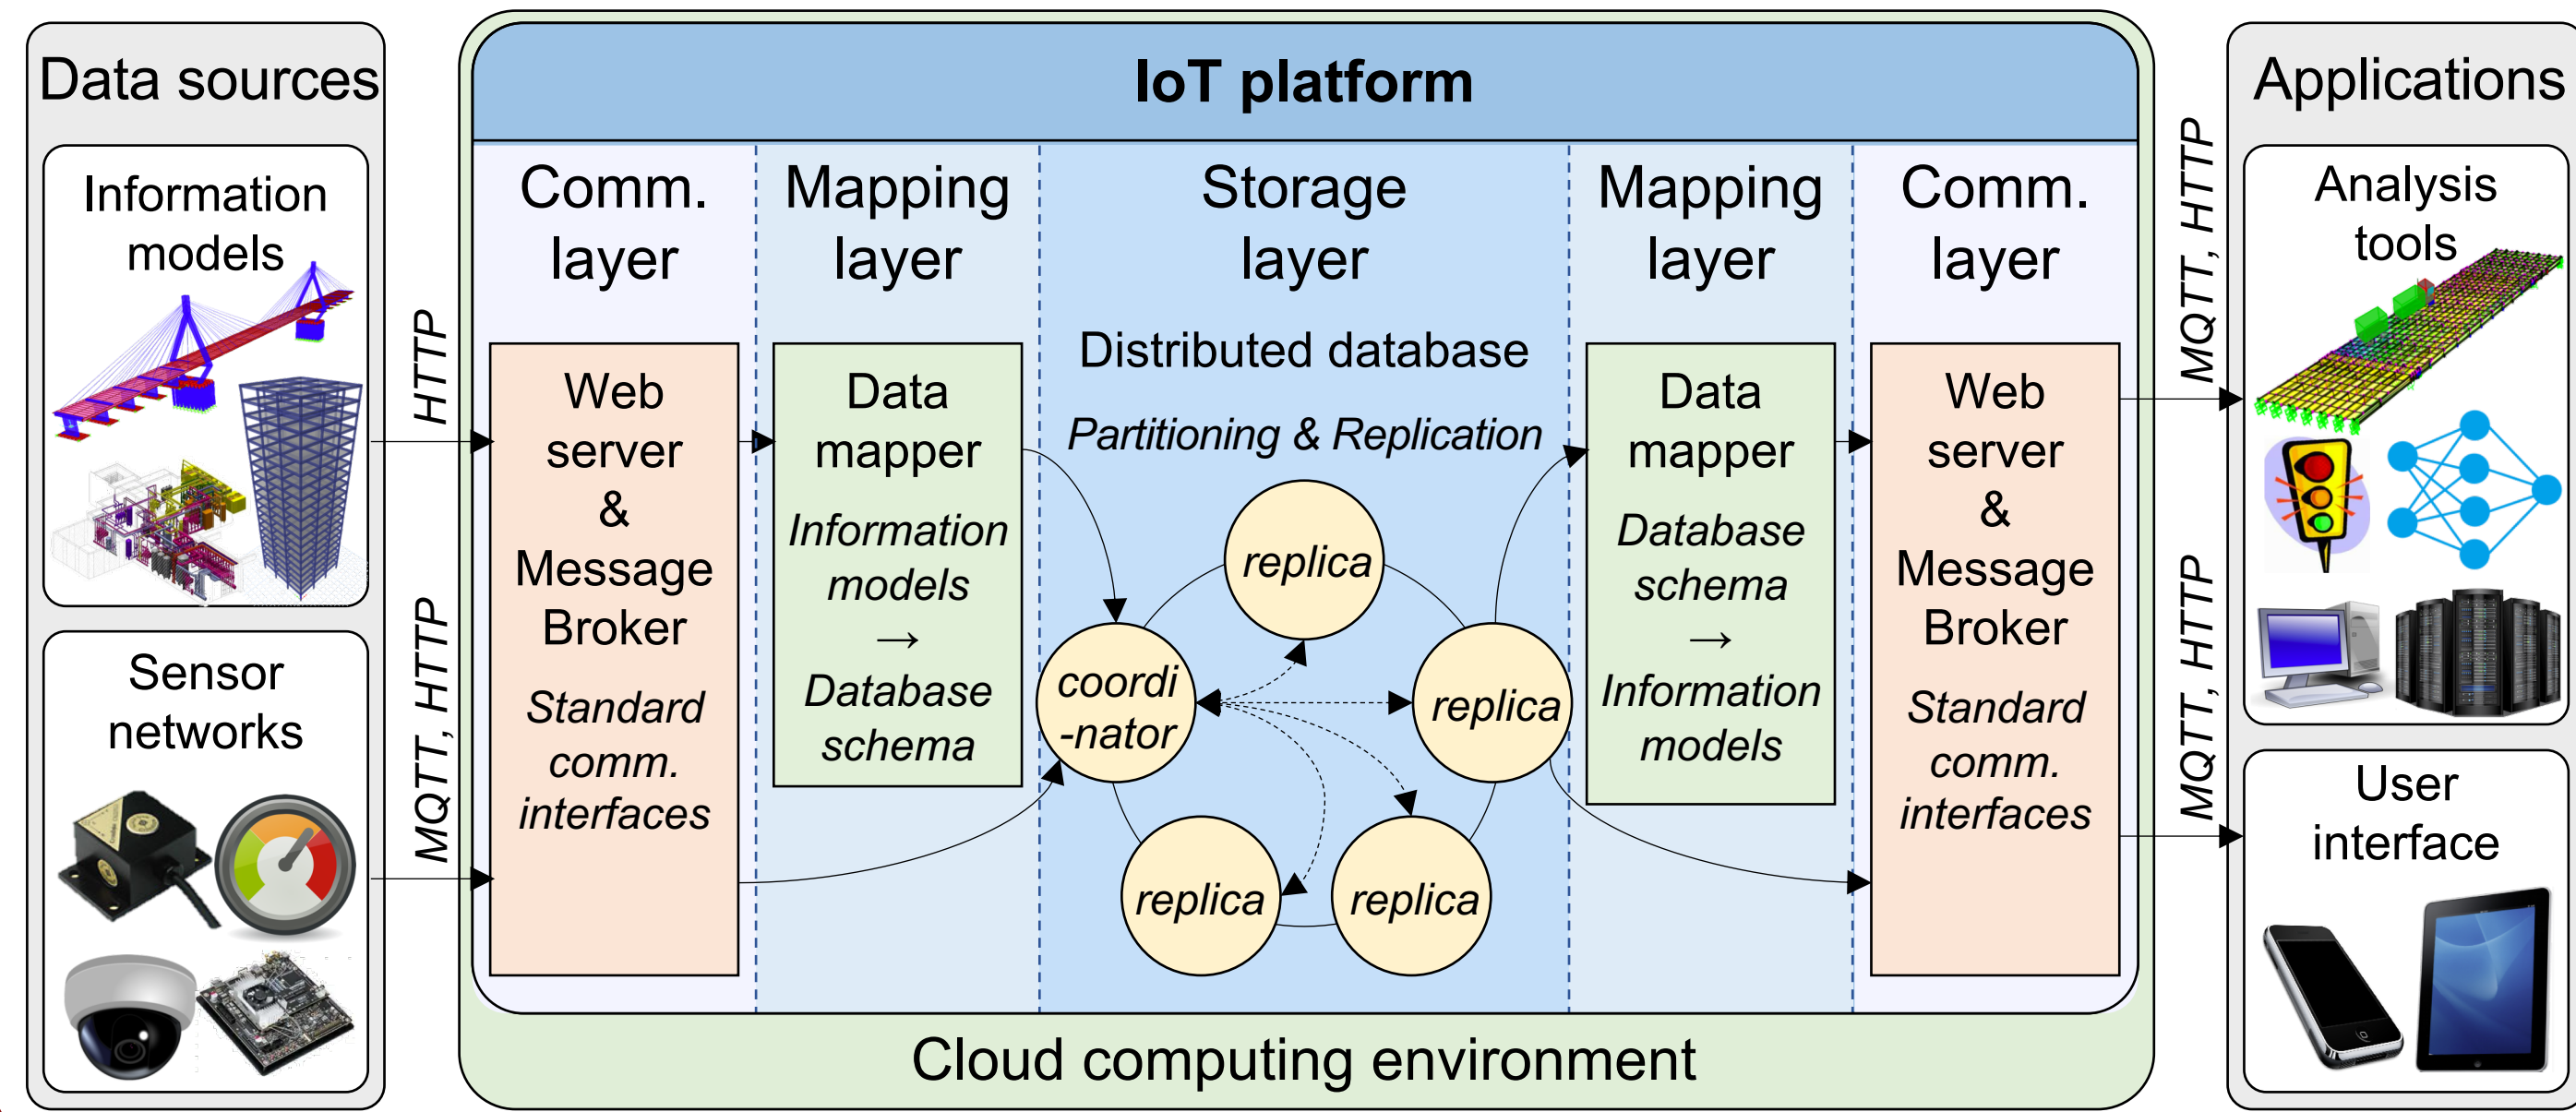 Data sources
Information
models
Sensor
networks
HTTP
MQTT, HTTP
IoT platform
Comm.
layer
Web
server
&
Message
Broker
Standard
comm.
interfaces
Mapping
layer
Data
mapper
Information
models
→
Database
schema
Storage
layer
Distributed database
Partitioning & Replication
replica
coordi
-nator
replica
replica
replica
Mapping
layer
Data
mapper
Database
schema
→
Information
models
Comm.
layer
Web
server
&
Message
Broker
Standard
comm.
interfaces
Cloud computing environment
MQTT, HTTP
MQTT, HTTP
Applications
Analysis
tools
User
interface